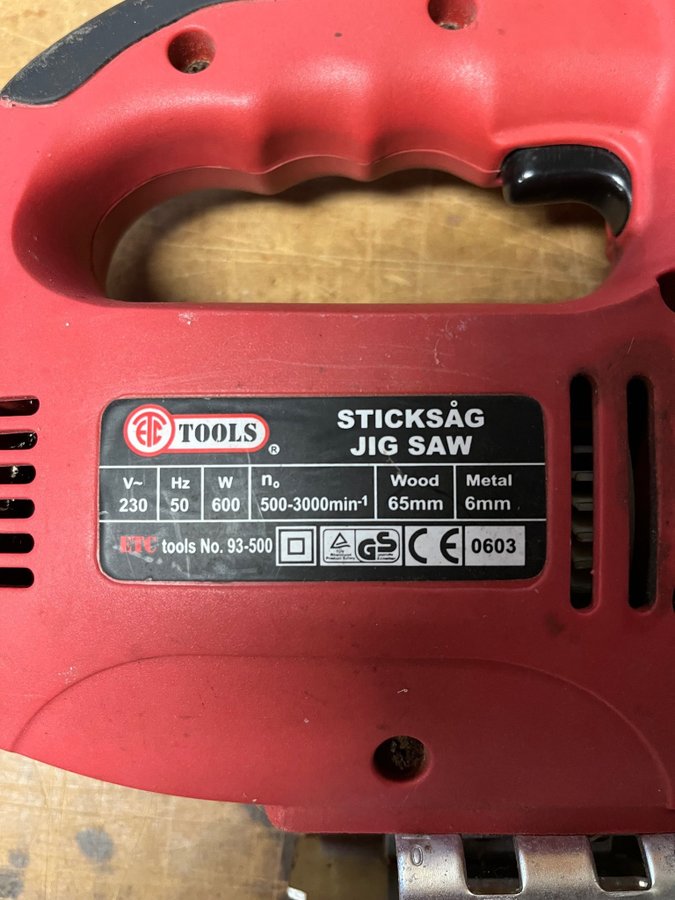 ETC TOOLS ®
STICKSÅG
JIG SAW
V~ Hz W n₀ Wood Metal
230 50 600 500-3000min-1 65mm 6mm
ETC tools No. 93-500 GS CE 0603
0